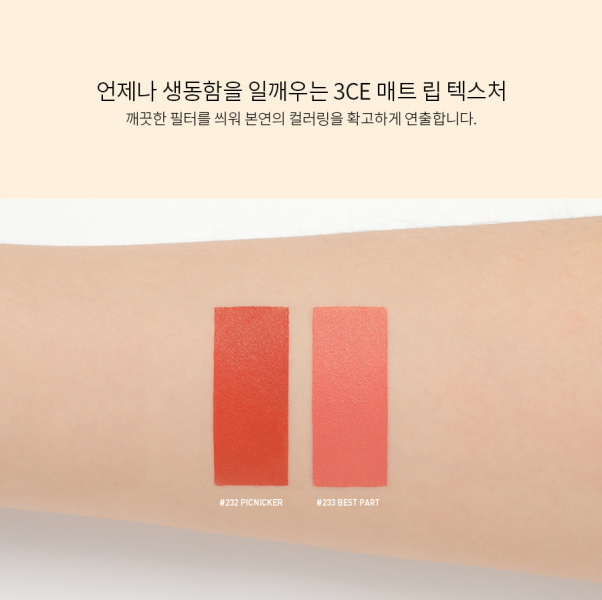 언제나 생동함을 일깨우는 3CE 매트 립 텍스처
깨끗한 필터를 씌워 본연의 컬러링을 확고하게 연출합니다.
#232 PICNICKER
#233 BEST PART